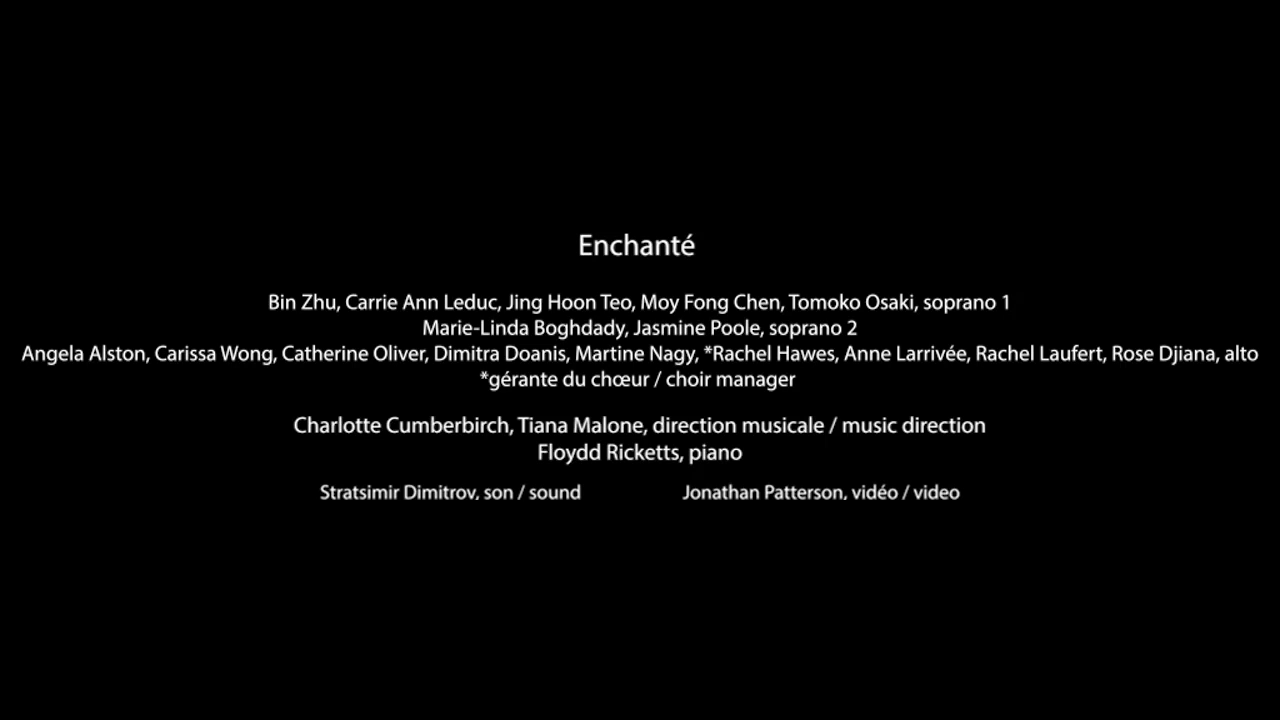 Enchanté
Bin Zhu, Carrie Ann Leduc, Jing Hoon Teo, Moy Fong Chen, Tomoko Osaki, soprano 1
Marie-Linda Boghdady, Jasmine Poole, soprano 2
Angela Alston, Carissa Wong, Catherine Oliver, Dimitra Doanis, Martine Nagy, *Rachel Hawes, Anne Larrivée, Rachel Laufert, Rose Djiana, alto
*gérante du chœur / choir manager
Charlotte Cumberbirch, Tiana Malone, direction musicale / music direction
Floydd Ricketts, piano
Stratsimir Dimitrov, son / sound
Jonathan Patterson, vidéo / video